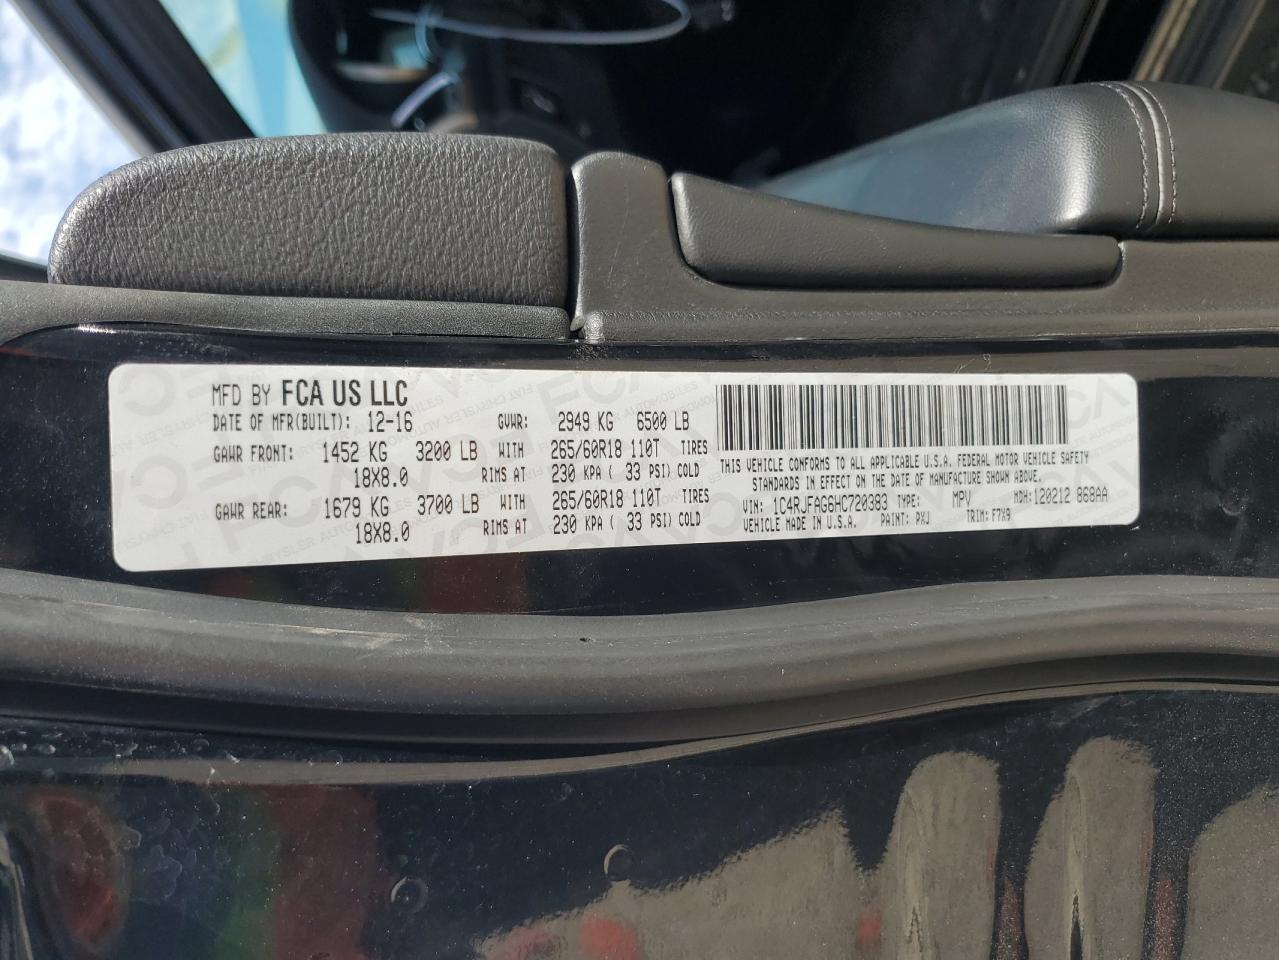 MFD BY FCA US LLC
DATE OF MFR(BUILT): 12-16 GVWR: 2949 KG 6500 LB
GAWR FRONT: 1452 KG 3200 LB WITH 265/60R18 110T TIRES
18X8.0 RIMS AT 230 KPA ( 33 PSI) COLD
GAWR REAR: 1679 KG 3700 LB WITH 265/60R18 110T TIRES
18X8.0 RIMS AT 230 KPA ( 33 PSI) COLD
THIS VEHICLE CONFORMS TO ALL APPLICABLE U.S.A. FEDERAL MOTOR VEHICLE SAFETY
STANDARDS IN EFFECT ON THE DATE OF MANUFACTURE SHOWN ABOVE.
VIN: 1C4RJFAG6HC720383 TYPE: MPV MDH: 120212 868AA
VEHICLE MADE IN U.S.A. PAINT: PXJ TRIM: F7X9